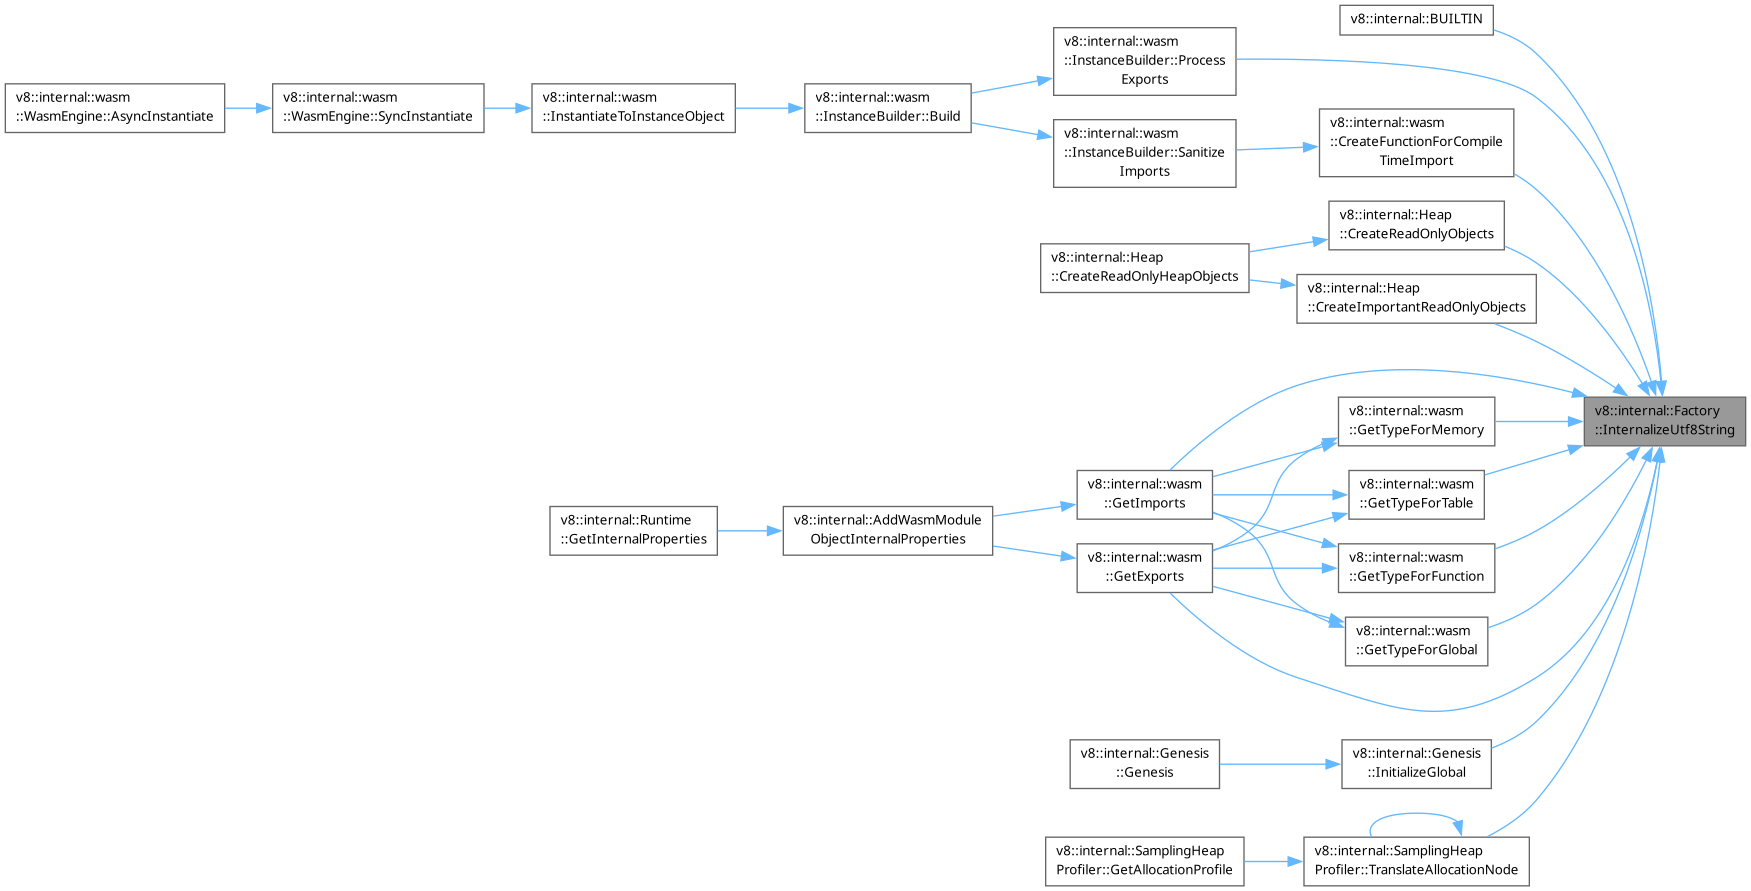 v8::internal::BUILTIN
v8::internal::wasm
::InstanceBuilder::Process
Exports
v8::internal::wasm
::WasmEngine::AsyncInstantiate
v8::internal::wasm
::WasmEngine::SyncInstantiate
v8::internal::wasm
::InstantiateToInstanceObject
v8::internal::wasm
::InstanceBuilder::Build
v8::internal::wasm
::InstanceBuilder::Sanitize
Imports
v8::internal::wasm
::CreateFunctionForCompile
TimeImport
v8::internal::Heap
::CreateReadOnlyObjects
v8::internal::Heap
::CreateReadOnlyHeapObjects
v8::internal::Heap
::CreateImportantReadOnlyObjects
v8::internal::Factory
::InternalizeUtf8String
v8::internal::wasm
::GetTypeForMemory
v8::internal::wasm
::GetImports
v8::internal::wasm
::GetTypeForTable
v8::internal::Runtime
::GetInternalProperties
v8::internal::AddWasmModule
ObjectInternalProperties
v8::internal::wasm
::GetExports
v8::internal::wasm
::GetTypeForFunction
v8::internal::wasm
::GetTypeForGlobal
v8::internal::Genesis
::Genesis
v8::internal::Genesis
::InitializeGlobal
v8::internal::SamplingHeap
Profiler::GetAllocationProfile
v8::internal::SamplingHeap
Profiler::TranslateAllocationNode